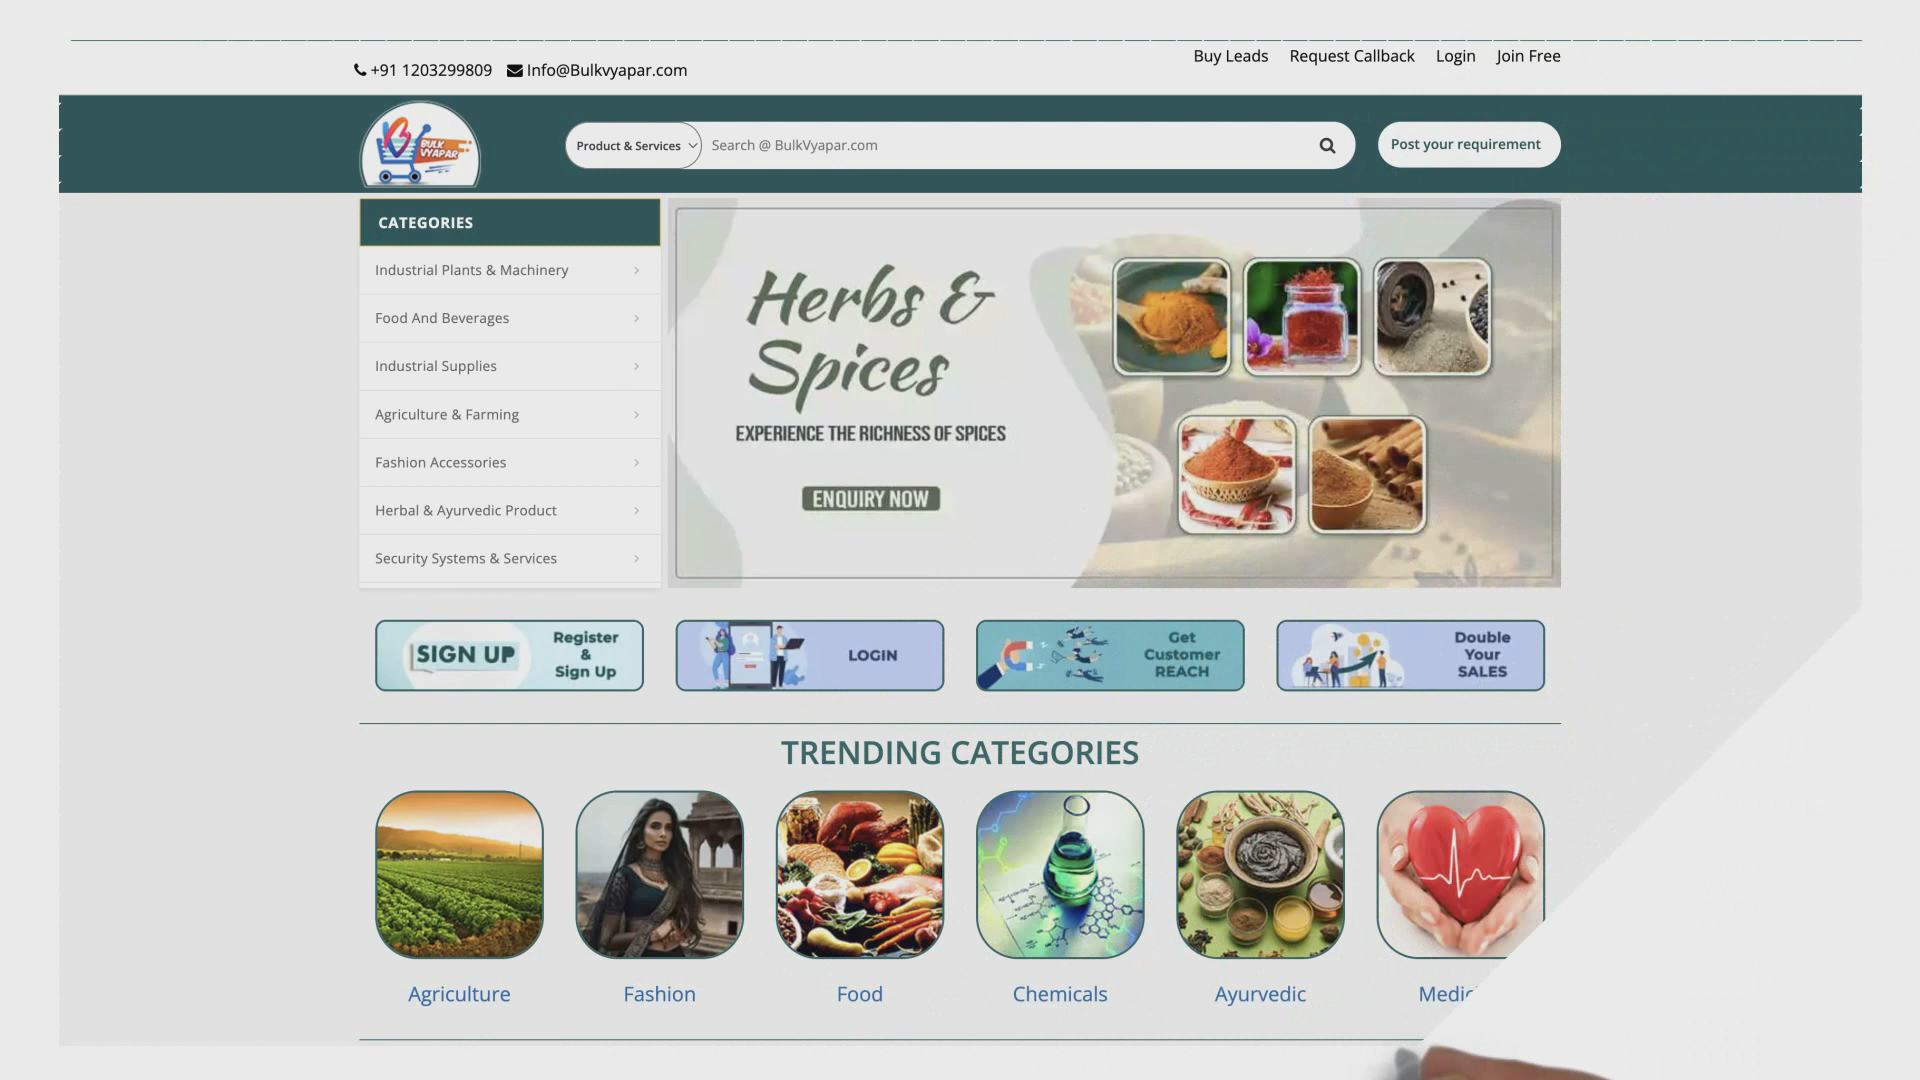 +91 1203299809 Info@Bulkvyapar.com
Buy Leads Request Callback Login Join Free
BULK
VYAPAR
Product & Services Search @ BulkVyapar.com Post your requirement
CATEGORIES
Industrial Plants & Machinery
Food And Beverages
Industrial Supplies
Agriculture & Farming
Fashion Accessories
Herbal & Ayurvedic Product
Security Systems & Services
Herbs &
Spices
EXPERIENCE THE RICHNESS OF SPICES
ENQUIRY NOW
SIGN UP
Register
&
Sign Up
LOGIN
Get
Customer
REACH
Double
Your
SALES
TRENDING CATEGORIES
Agriculture Fashion Food Chemicals Ayurvedic